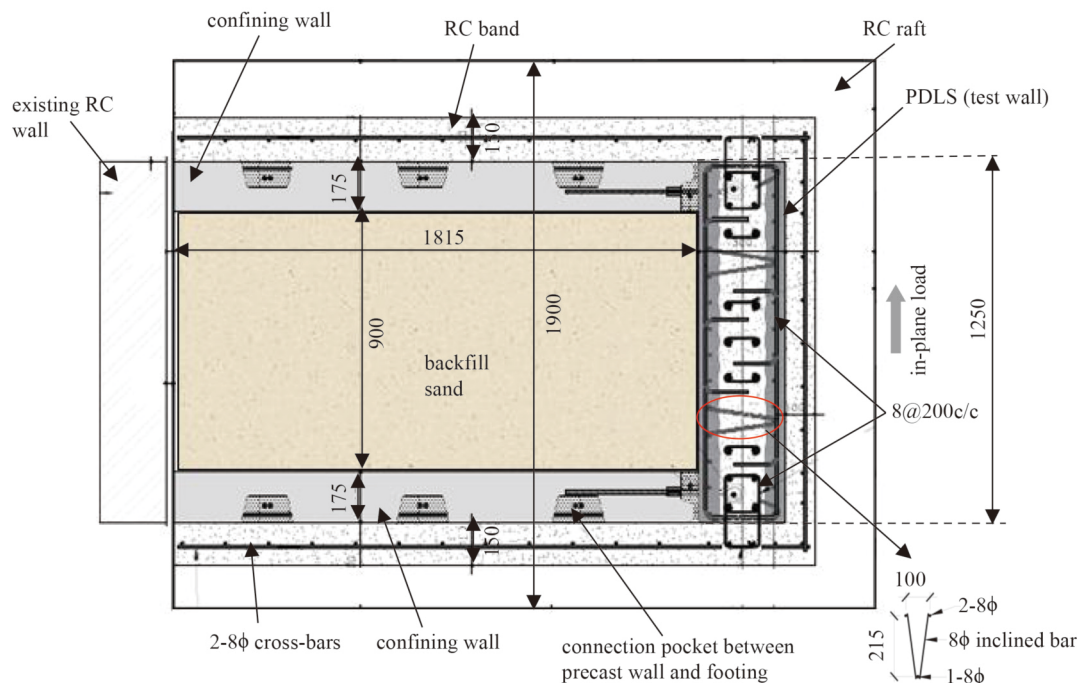 confining wall
RC band
RC raft
existing RC
wall
PDLS (test wall)
150
175
1815
900
1900
backfill
sand
in-plane load
1250
8@200c/c
175
150
100
2-8ϕ
8ϕ inclined bar
215
1-8ϕ
2-8ϕ cross-bars
confining wall
connection pocket between
precast wall and footing